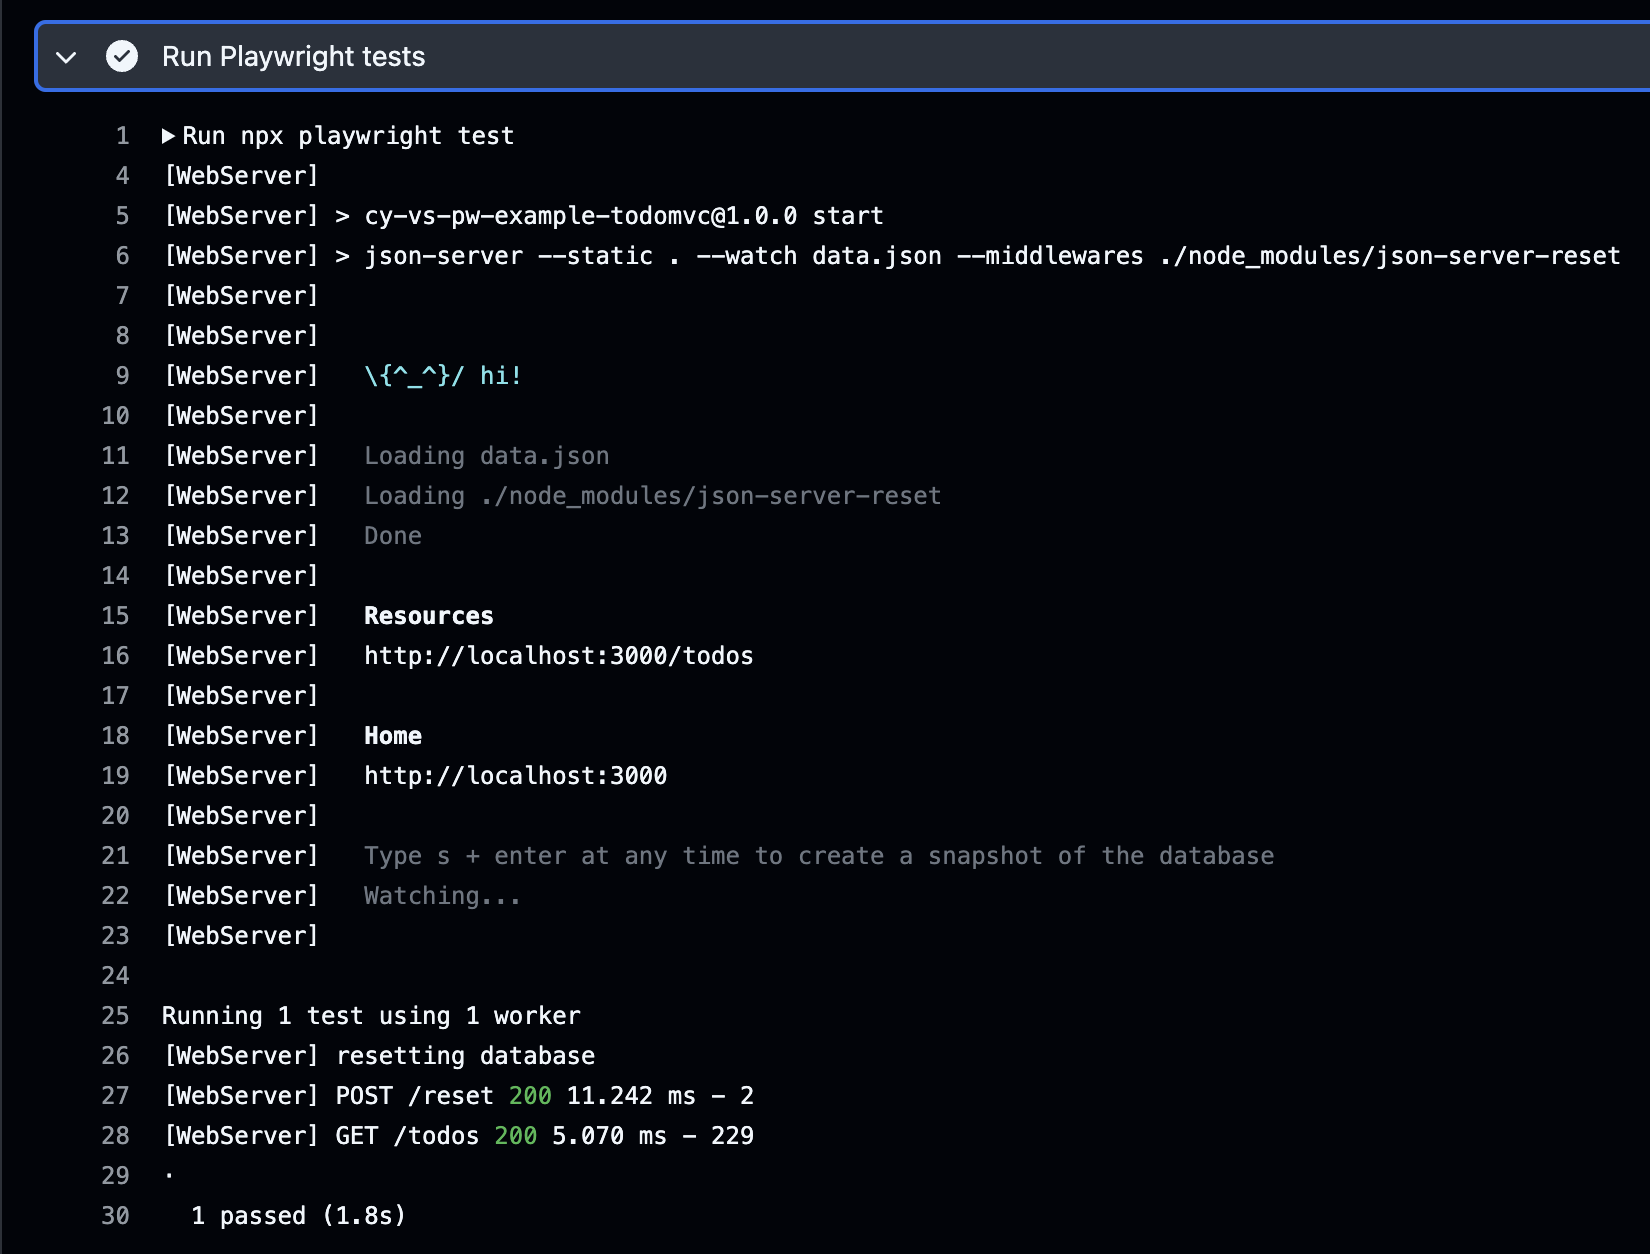 Run Playwright tests
1 ▶ Run npx playwright test
4 [WebServer]
5 [WebServer] > cy-vs-pw-example-todomvc@1.0.0 start
6 [WebServer] > json-server --static . --watch data.json --middlewares ./node_modules/json-server-reset
7 [WebServer]
8 [WebServer]
9 [WebServer]   \{^_^}/ hi!
10 [WebServer]
11 [WebServer]   Loading data.json
12 [WebServer]   Loading ./node_modules/json-server-reset
13 [WebServer]   Done
14 [WebServer]
15 [WebServer]   Resources
16 [WebServer]   http://localhost:3000/todos
17 [WebServer]
18 [WebServer]   Home
19 [WebServer]   http://localhost:3000
20 [WebServer]
21 [WebServer]   Type s + enter at any time to create a snapshot of the database
22 [WebServer]   Watching...
23 [WebServer]
24
25 Running 1 test using 1 worker
26 [WebServer] resetting database
27 [WebServer] POST /reset 200 11.242 ms - 2
28 [WebServer] GET /todos 200 5.070 ms - 229
29 ·
30   1 passed (1.8s)